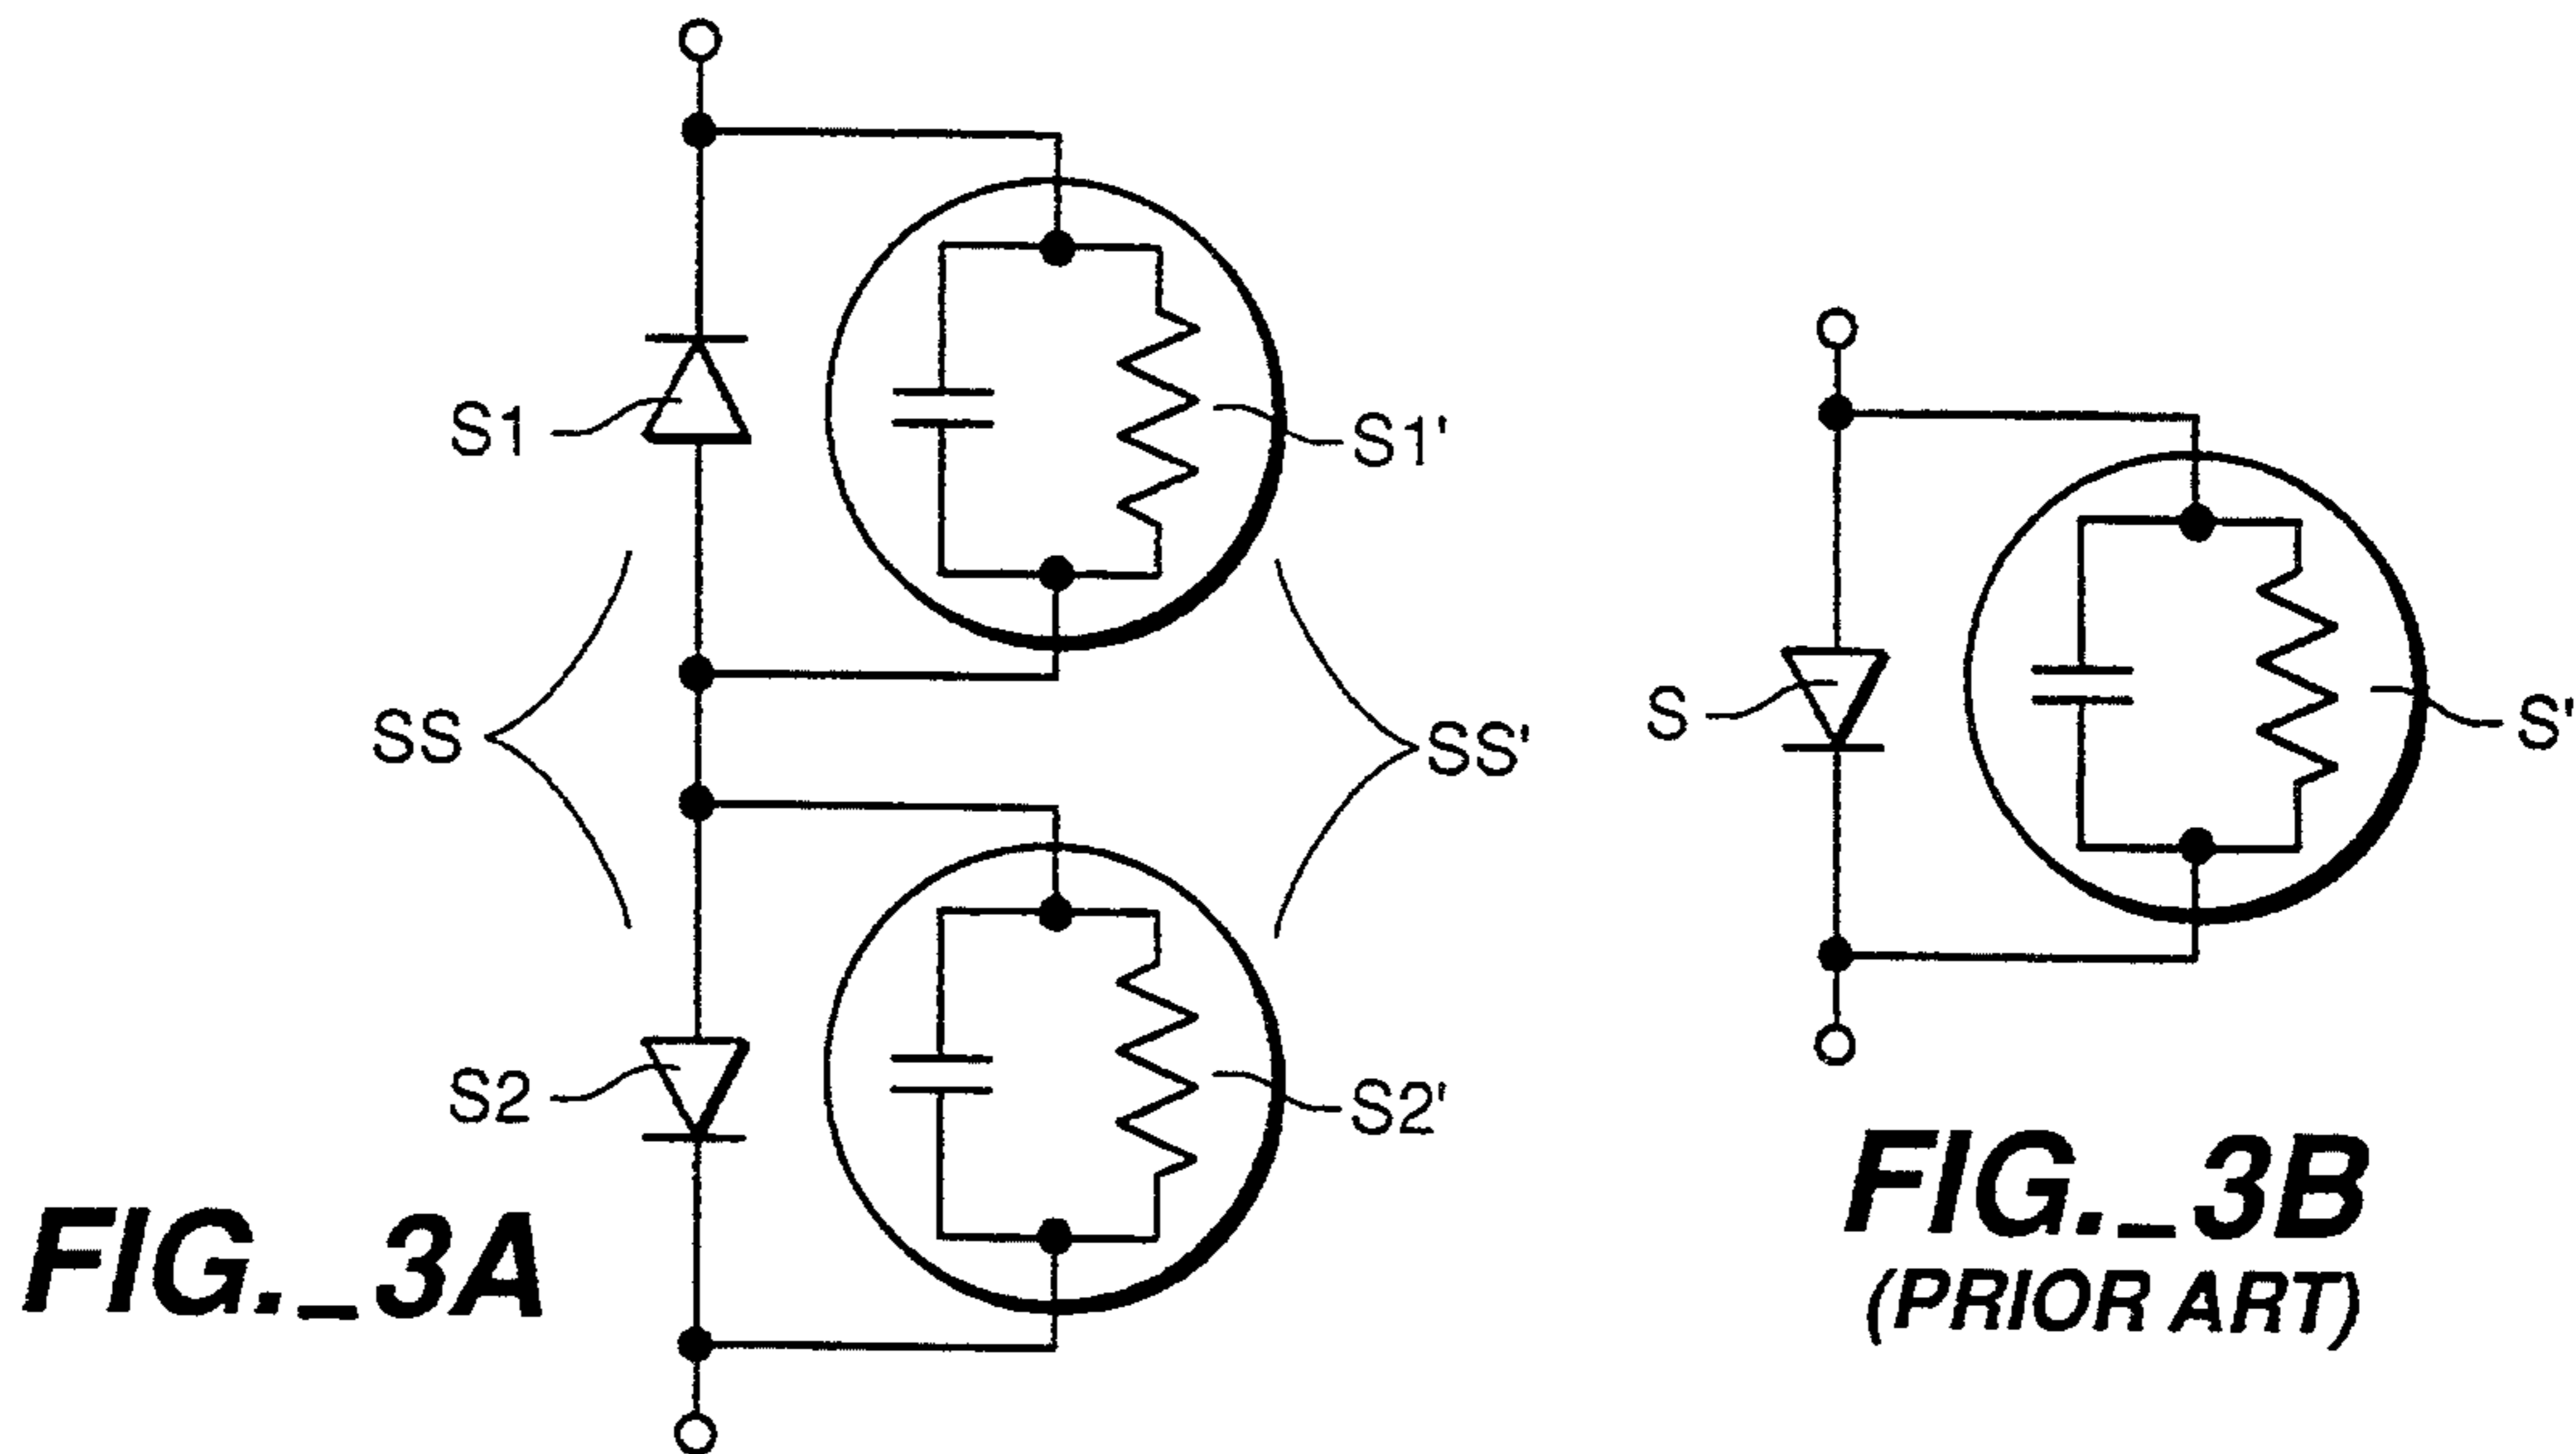 S1
S1'
SS
SS'
S2
S2'
FIG._3A
S
S'
FIG._3B
(PRIOR ART)